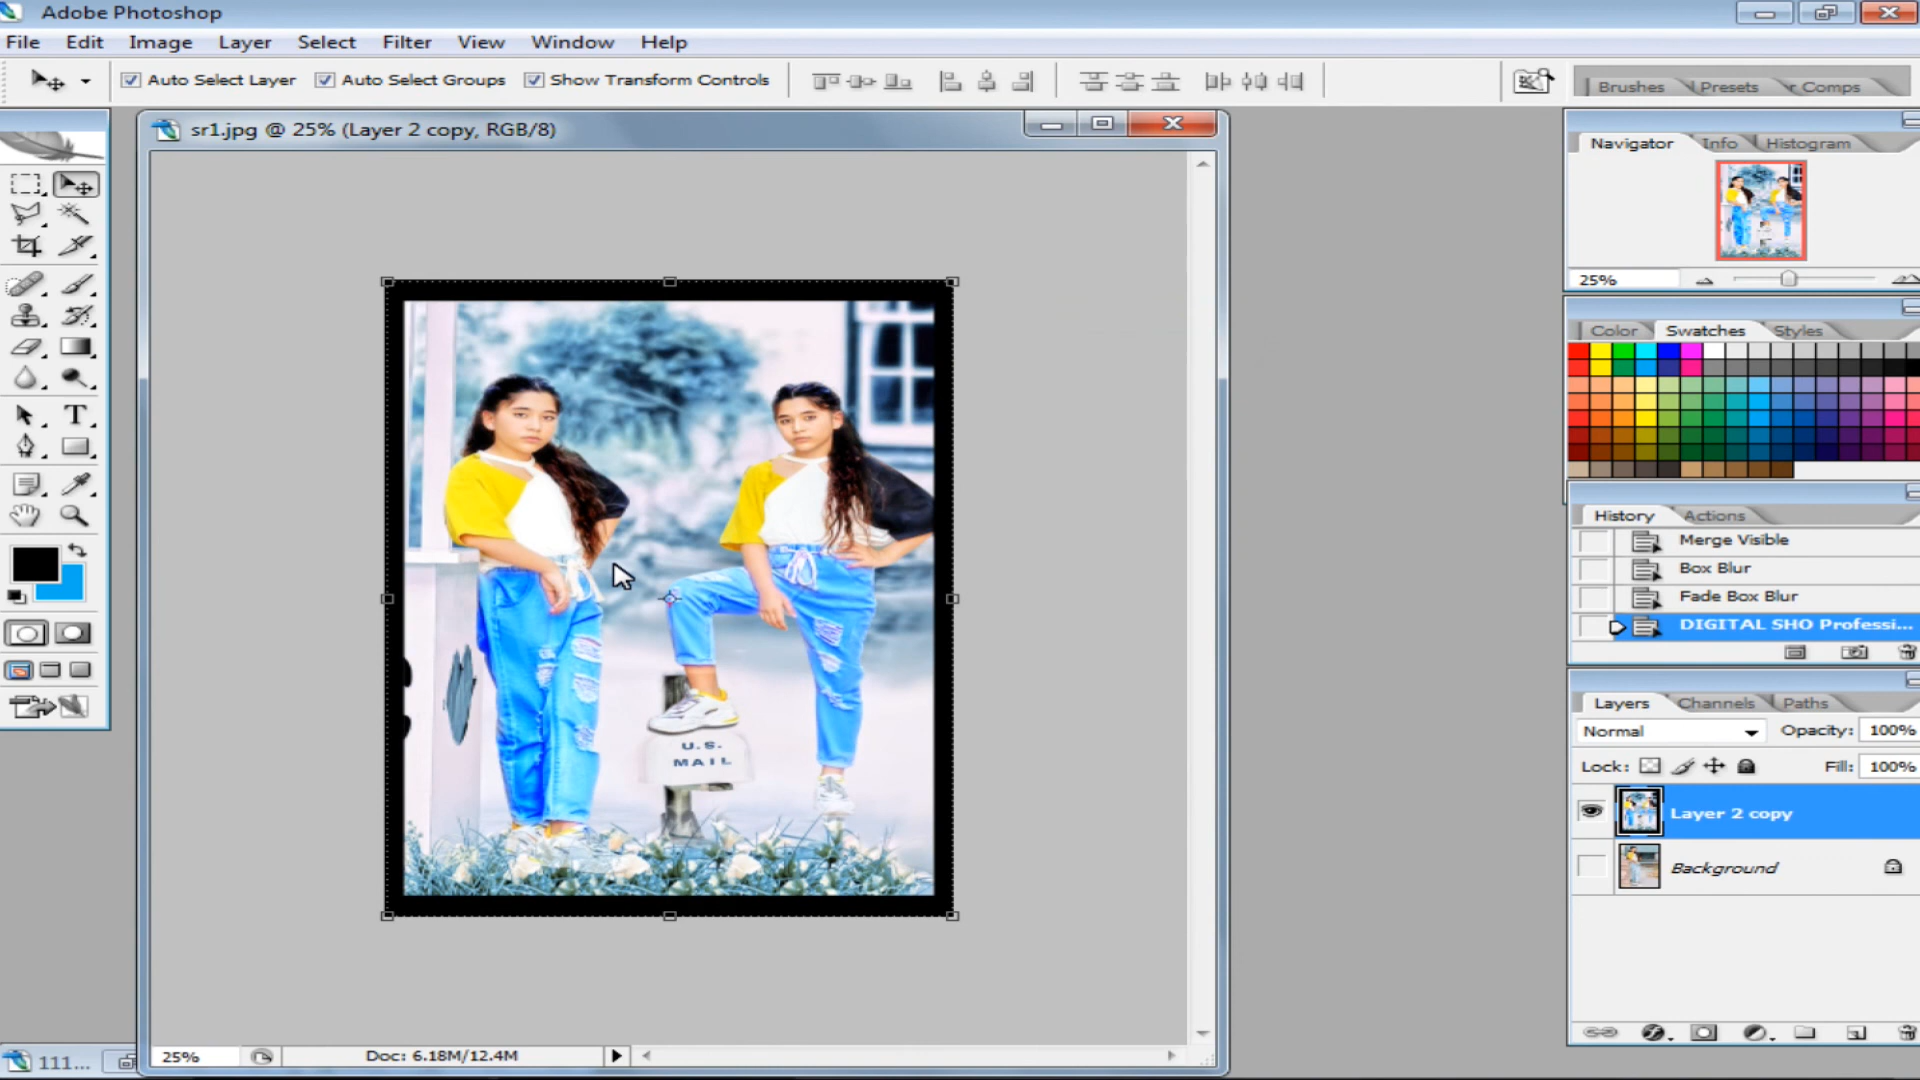 Adobe Photoshop
File Edit Image Layer Select Filter View Window Help
Auto Select Layer Auto Select Groups Show Transform Controls
Brushes Presets r Comps
sr1.jpg @ 25% (Layer 2 copy, RGB/8)
Navigator Info Histogram
25%
Color Swatches Styles
T
History Actions
Merge Visible
Box Blur
Fade Box Blur
DIGITAL SHO Professi...
U.S.
MAIL
Layers Channels Paths
Normal Opacity: 100%
Lock: Fill: 100%
Layer 2 copy
Background
25% Doc: 6.18M/12.4M
111...